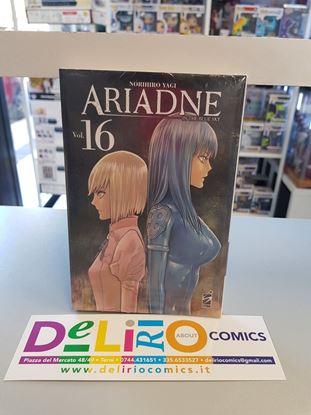 NORIHIRO YAGI
ARIADNE
IN THE BLUE SKY
Vol. 16
DeLiRIO ABOUT COMICS
Piazza del Mercato 48/49 - Terni - 0744.431651 - 335.6533527 - deliriocomics@gmail.com
www.deliriocomics.it